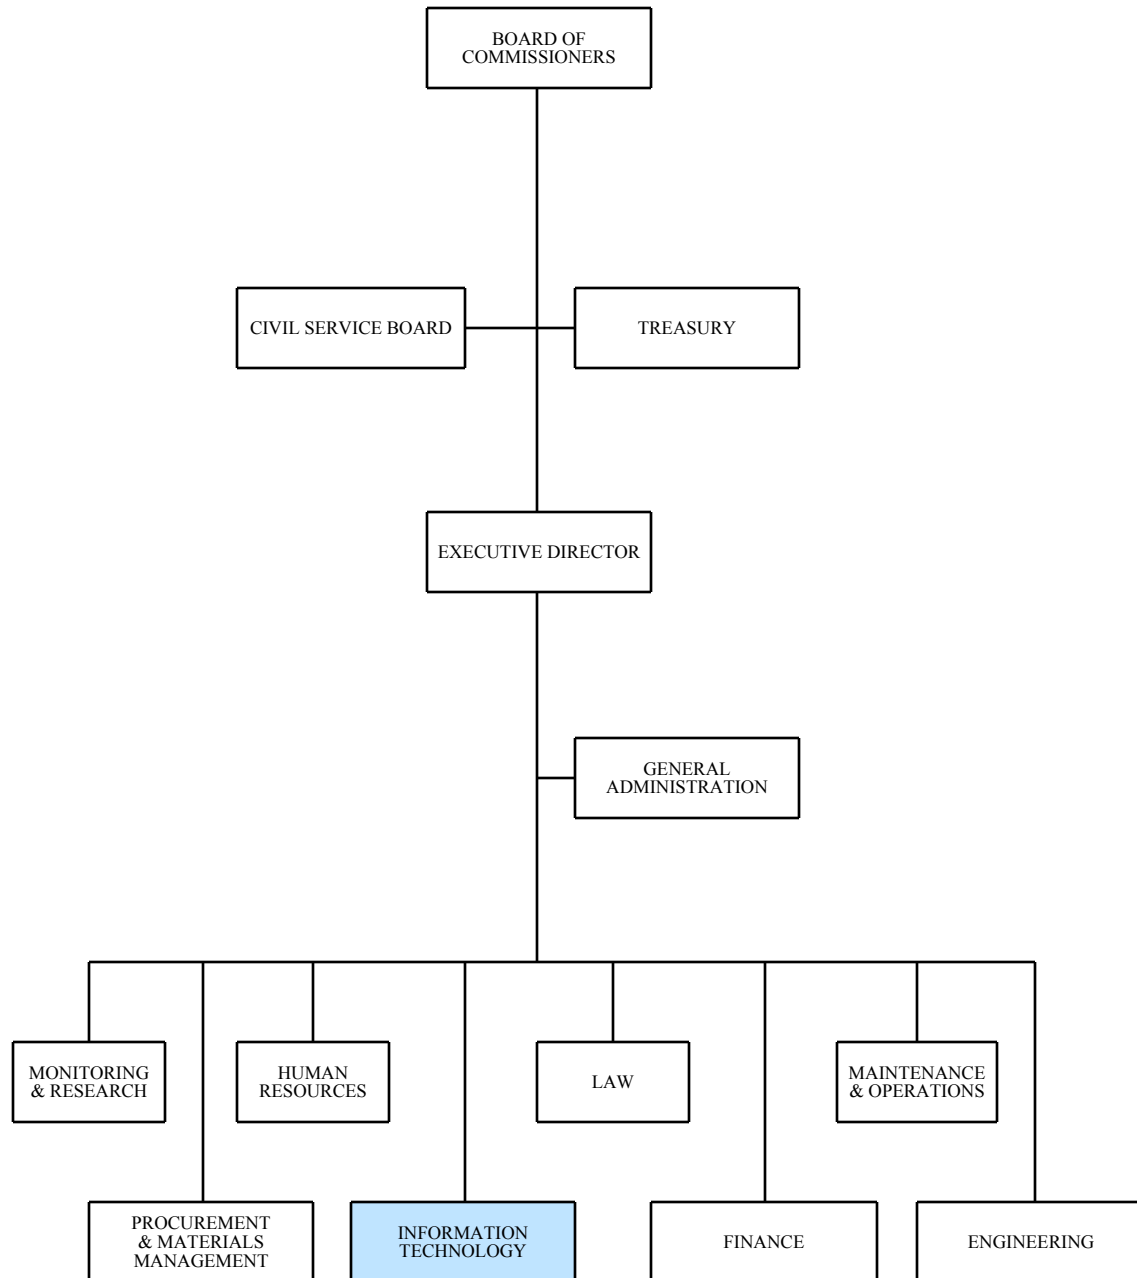 BOARD OF
COMMISSIONERS
CIVIL SERVICE BOARD
TREASURY
EXECUTIVE DIRECTOR
GENERAL
ADMINISTRATION
MONITORING
& RESEARCH
HUMAN
RESOURCES
LAW
MAINTENANCE
& OPERATIONS
PROCUREMENT
& MATERIALS
MANAGEMENT
INFORMATION
TECHNOLOGY
FINANCE
ENGINEERING